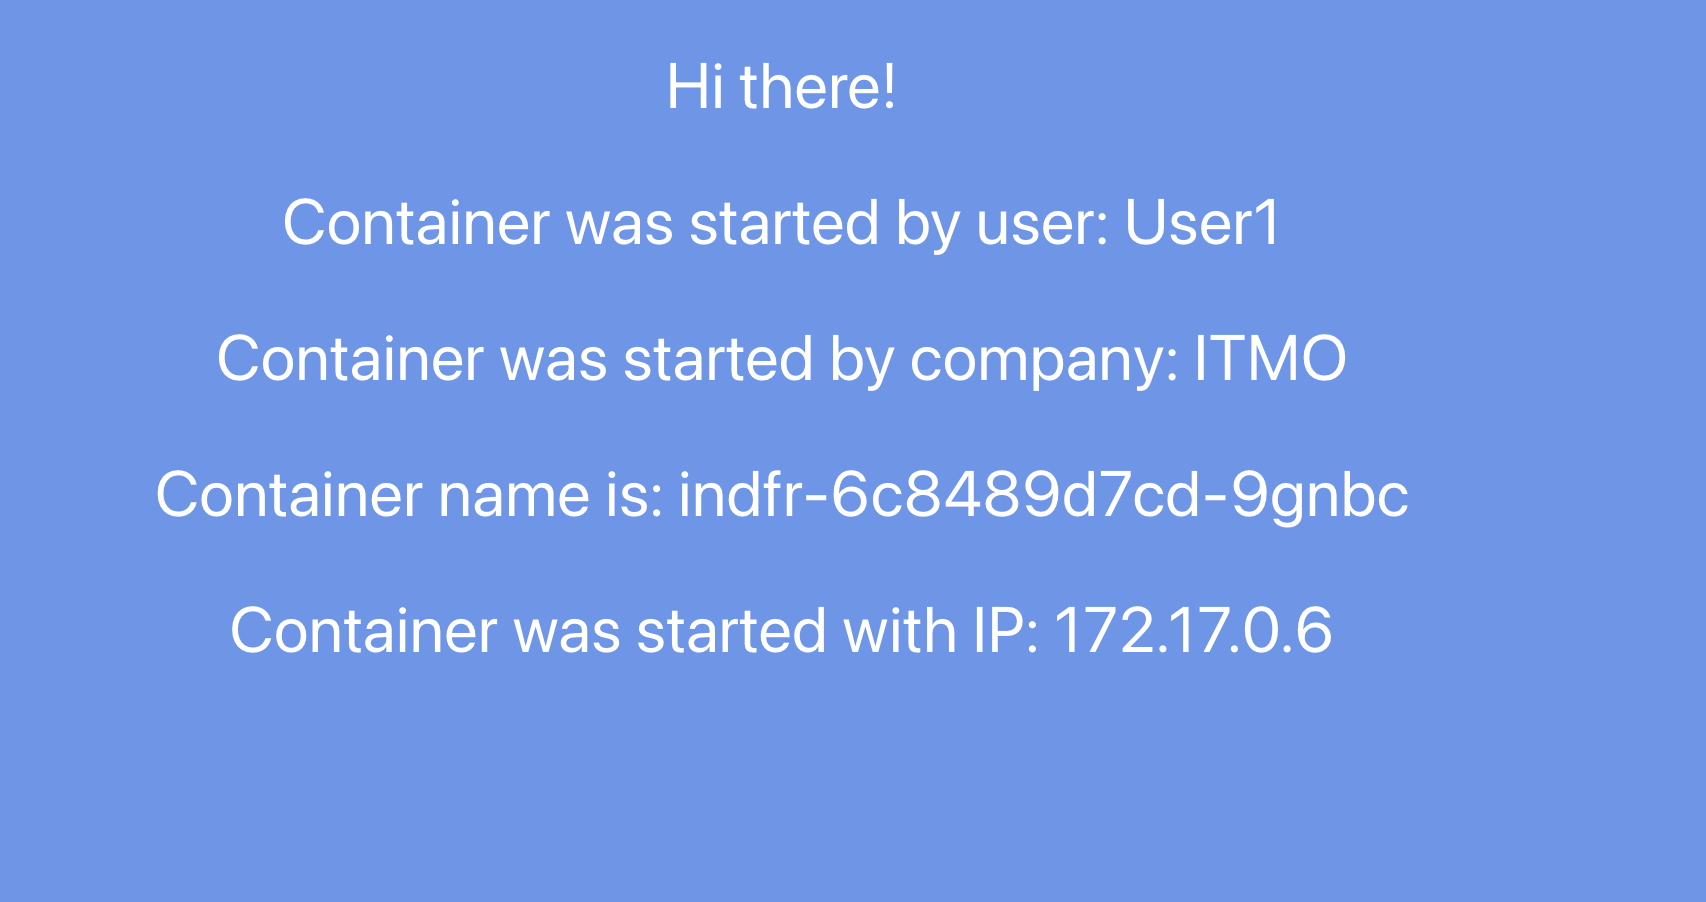 Hi there!
Container was started by user: User1
Container was started by company: ITMO
Container name is: indfr-6c8489d7cd-9gnbc
Container was started with IP: 172.17.0.6